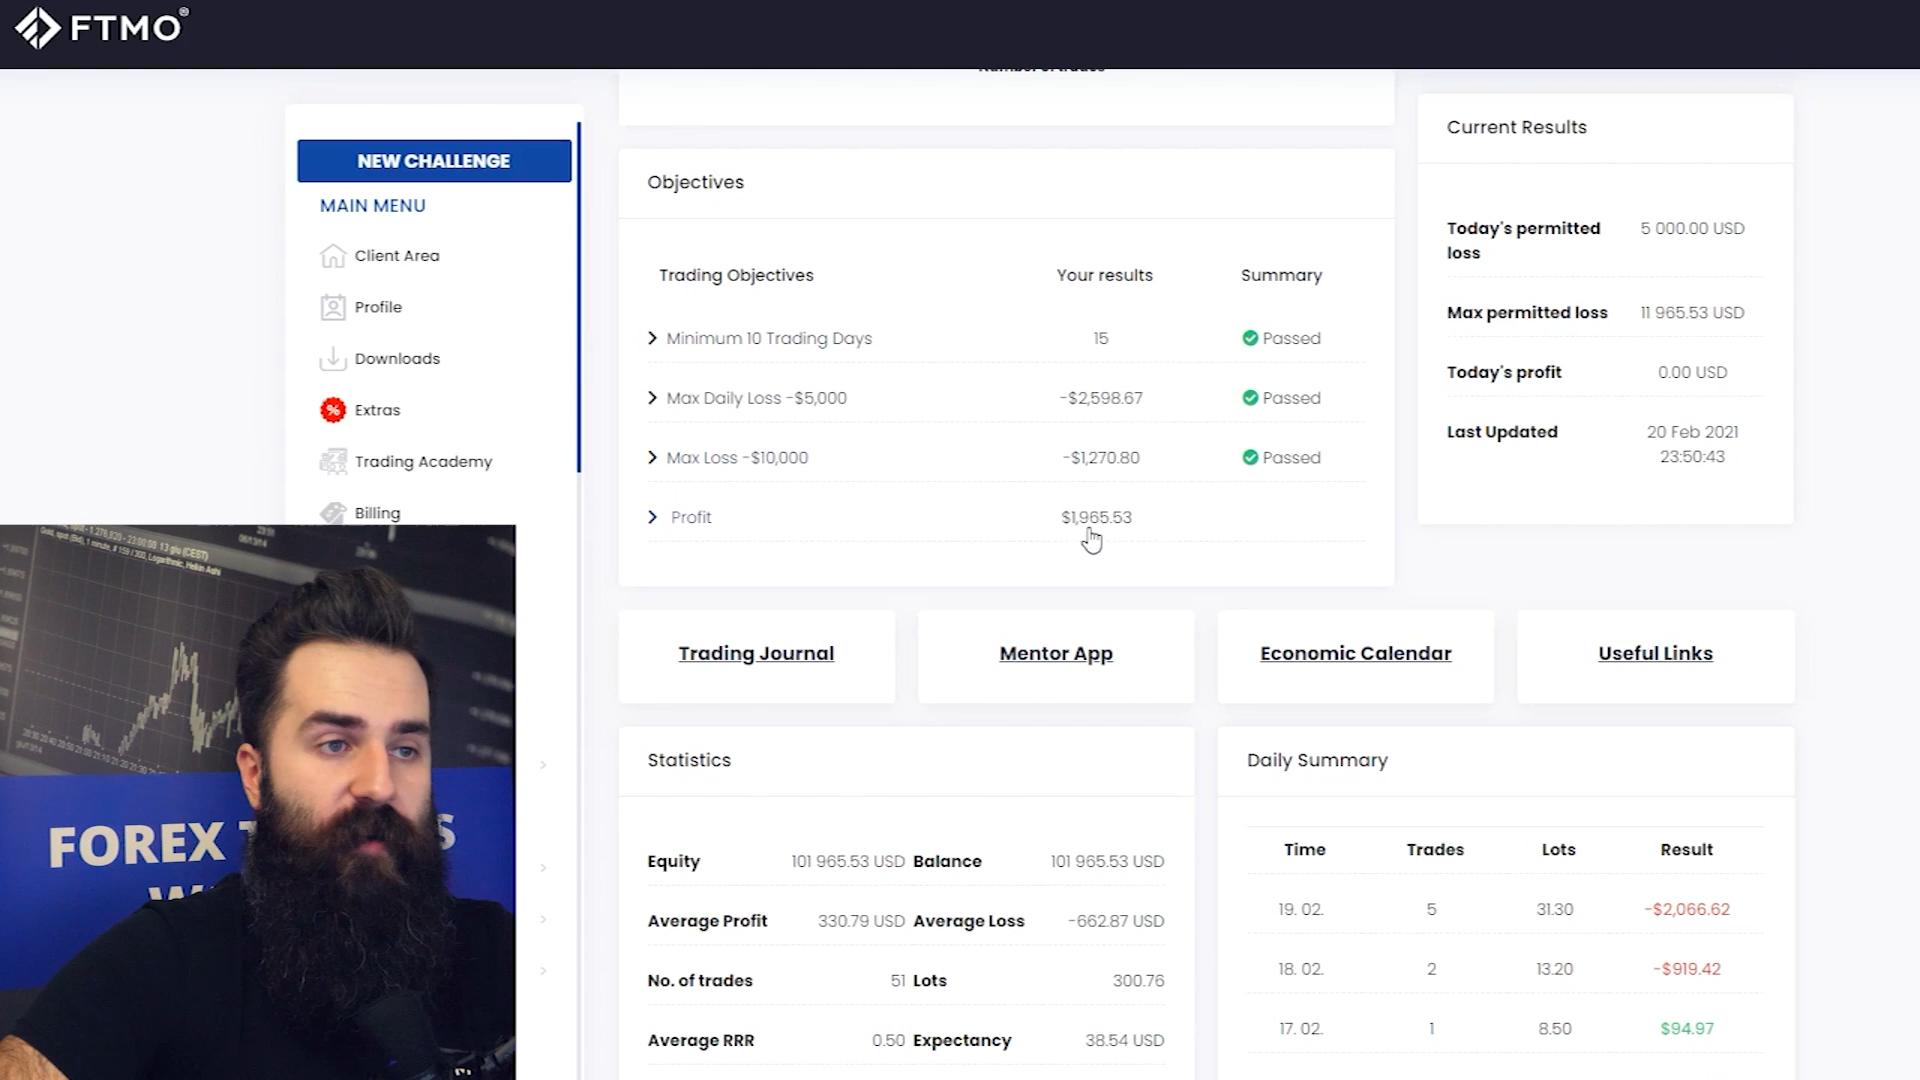 FTMO®
NEW CHALLENGE
MAIN MENU
Client Area
Profile
Downloads
Extras
Trading Academy
Billing
Objectives
Trading Objectives Your results Summary
Minimum 10 Trading Days 15 Passed
Max Daily Loss -$5,000 -$2,598.67 Passed
Max Loss -$10,000 -$1,270.80 Passed
Profit $1,965.53
Current Results
Today's permitted loss 5 000.00 USD
Max permitted loss 11 965.53 USD
Today's profit 0.00 USD
Last Updated 20 Feb 2021
23:50:43
Trading Journal Mentor App Economic Calendar Useful Links
Statistics
Equity 101 965.53 USD Balance 101 965.53 USD
Average Profit 330.79 USD Average Loss -662.87 USD
No. of trades 51 Lots 300.76
Average RRR 0.50 Expectancy 38.54 USD
Daily Summary
Time Trades Lots Result
19. 02. 5 31.30 -$2,066.62
18. 02. 2 13.20 -$919.42
17. 02. 1 8.50 $94.97
FOREX